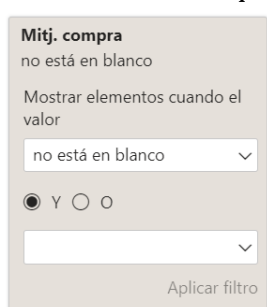 Mitj. compra
no está en blanco
Mostrar elementos cuando el
valor
no está en blanco
Y O
Aplicar filtro